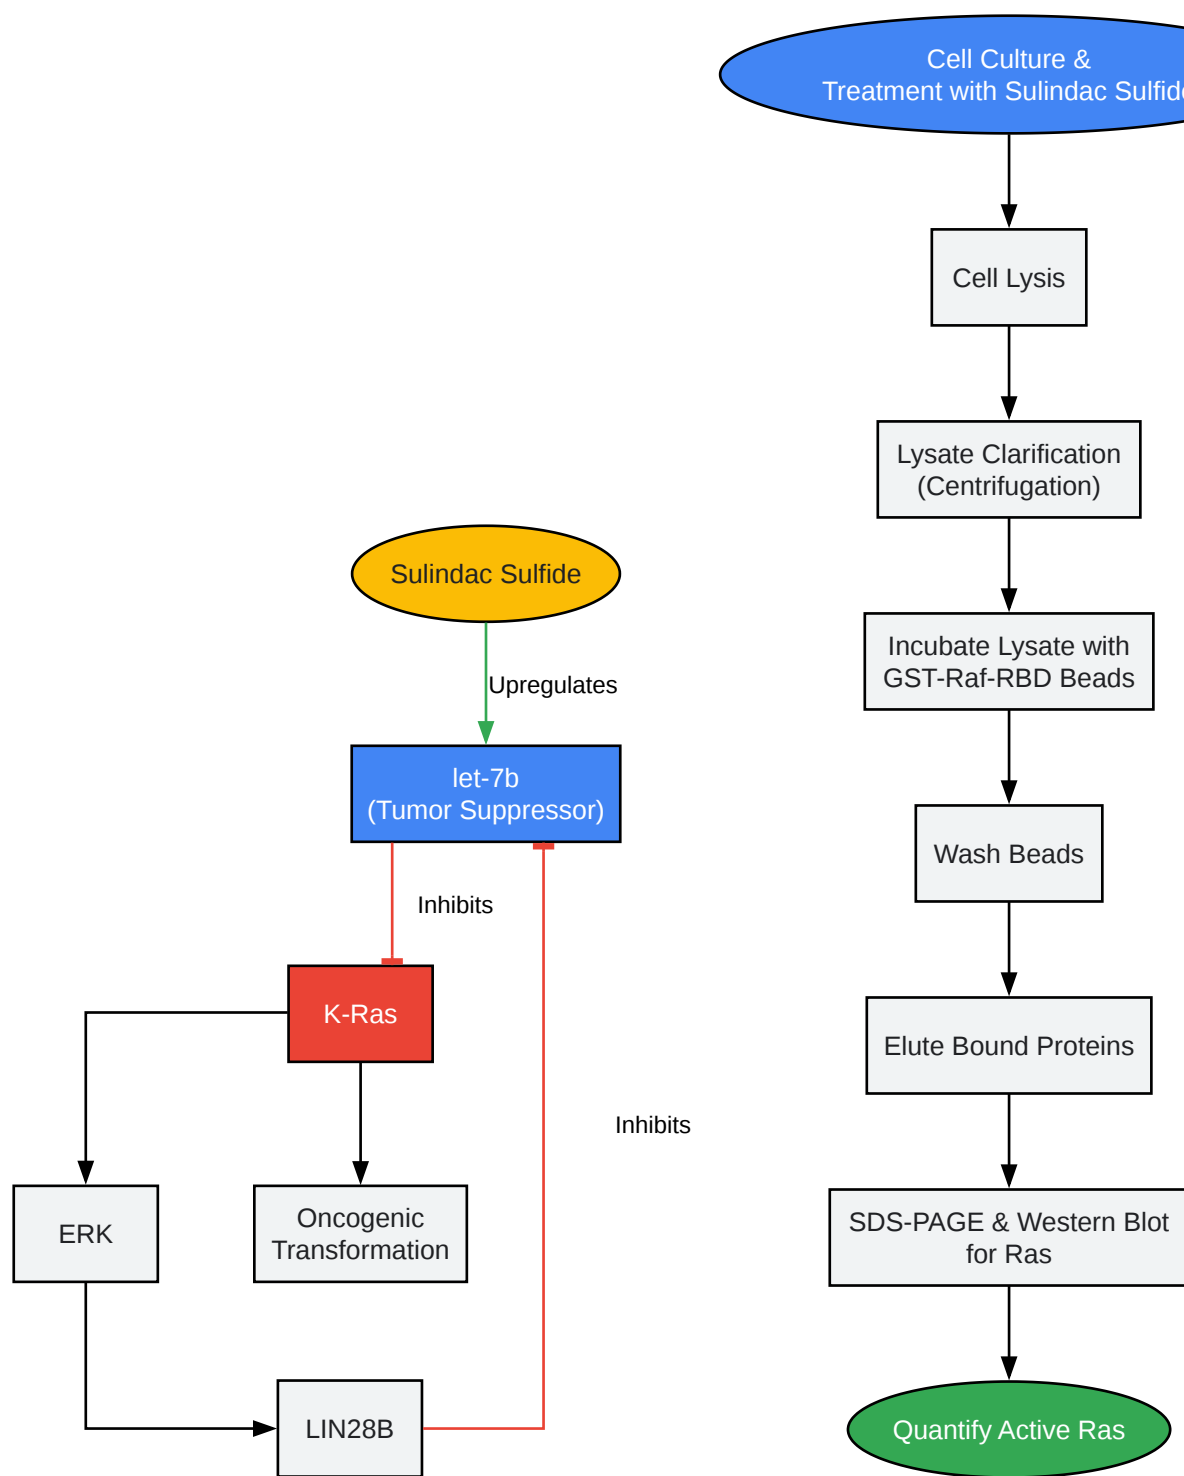 Sulindac Sulfide
Upregulates
let-7b
(Tumor Suppressor)
Inhibits
K-Ras
Inhibits
ERK
Oncogenic
Transformation
LIN28B
Cell Culture &
Treatment with Sulindac Sulfide
Cell Lysis
Lysate Clarification
(Centrifugation)
Incubate Lysate with
GST-Raf-RBD Beads
Wash Beads
Elute Bound Proteins
SDS-PAGE & Western Blot
for Ras
Quantify Active Ras